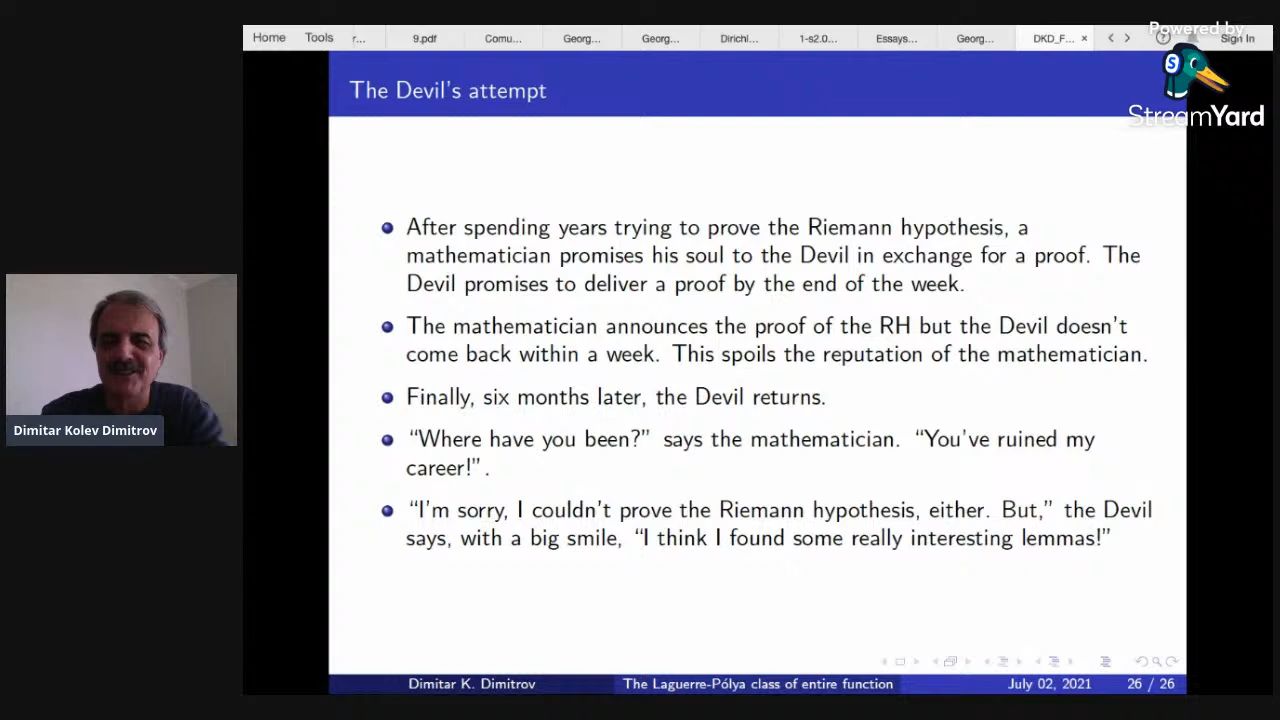 Home Tools r... 9.pdf Comu... Georg... Georg... Dirichl... 1-s2.0... Essays... Georg... DKD_F... × Sign In
Powered by
StreamYard
The Devil's attempt
After spending years trying to prove the Riemann hypothesis, a
mathematician promises his soul to the Devil in exchange for a proof. The
Devil promises to deliver a proof by the end of the week.
The mathematician announces the proof of the RH but the Devil doesn't
come back within a week. This spoils the reputation of the mathematician.
Finally, six months later, the Devil returns.
“Where have you been?” says the mathematician. “You've ruined my
career!”.
“I'm sorry, I couldn't prove the Riemann hypothesis, either. But,” the Devil
says, with a big smile, “I think I found some really interesting lemmas!”
Dimitar Kolev Dimitrov
Dimitar K. Dimitrov The Laguerre-Pólya class of entire function July 02, 2021 26 / 26